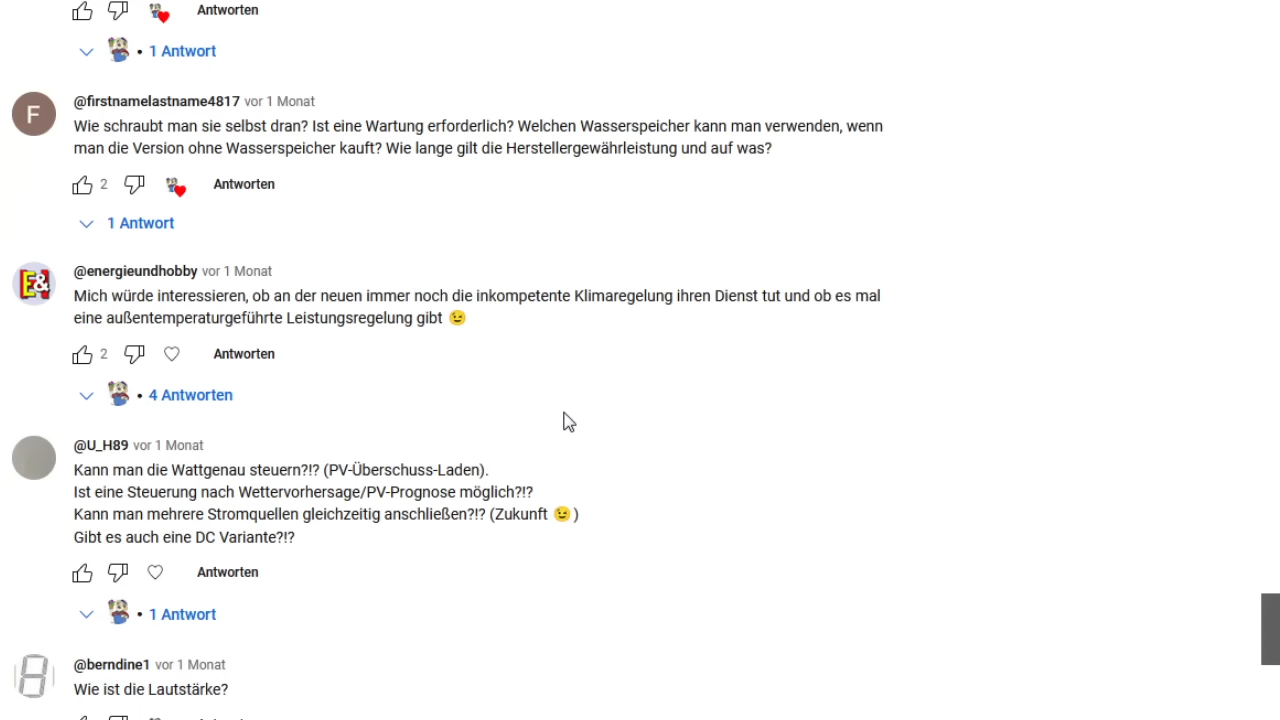 Antworten
• 1 Antwort
F
@firstnamelastname4817 vor 1 Monat
Wie schraubt man sie selbst dran? Ist eine Wartung erforderlich? Welchen Wasserspeicher kann man verwenden, wenn
man die Version ohne Wasserspeicher kauft? Wie lange gilt die Herstellergewährleistung und auf was?
2 Antworten
1 Antwort
E&
@energieundhobby vor 1 Monat
Mich würde interessieren, ob an der neuen immer noch die inkompetente Klimaregelung ihren Dienst tut und ob es mal
eine außentemperaturgeführte Leistungsregelung gibt 😉
2 Antworten
• 4 Antworten
@U_H89 vor 1 Monat
Kann man die Wattgenau steuern?!? (PV-Überschuss-Laden).
Ist eine Steuerung nach Wettervorhersage/PV-Prognose möglich?!?
Kann man mehrere Stromquellen gleichzeitig anschließen?!? (Zukunft 😉 )
Gibt es auch eine DC Variante?!?
Antworten
• 1 Antwort
@berndine1 vor 1 Monat
Wie ist die Lautstärke?